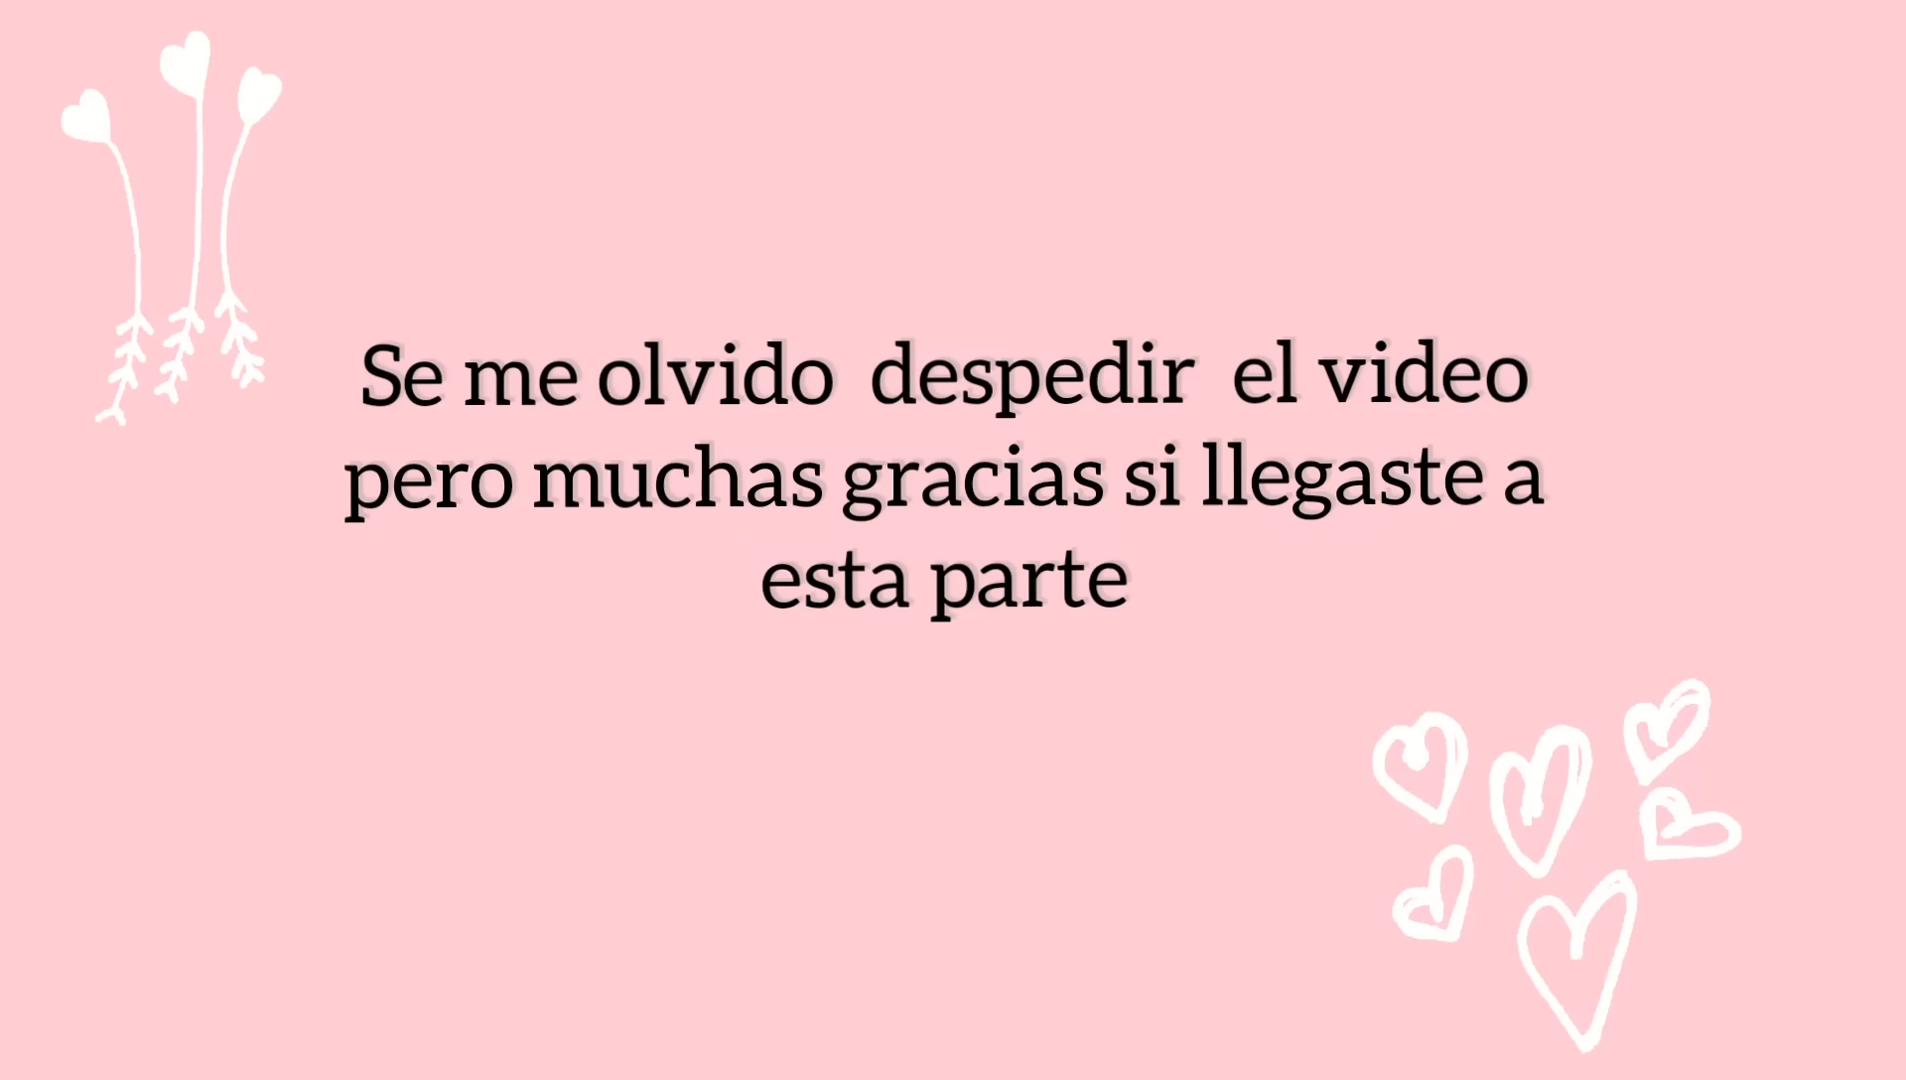 Se me olvido despedir el video
pero muchas gracias si llegaste a
esta parte